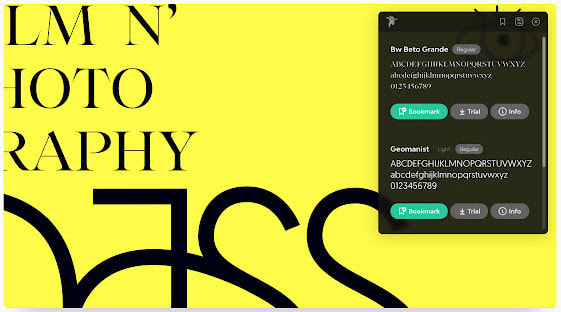 LM N'
HOTO
RAPHY
Bw Beto Grande Regular
ABCDEFGHIJKLMNOPQRSTUVWXYZ
abcdefghijklmnopqrstuvwxyz
0123456789
Bookmark Trial Info
Geomanist Light Regular
ABCDEFGHIJKLMNOPQRSTUVWXYZ
abcdefghijklmnopqrstuvwxyz
0123456789
Bookmark Trial Info